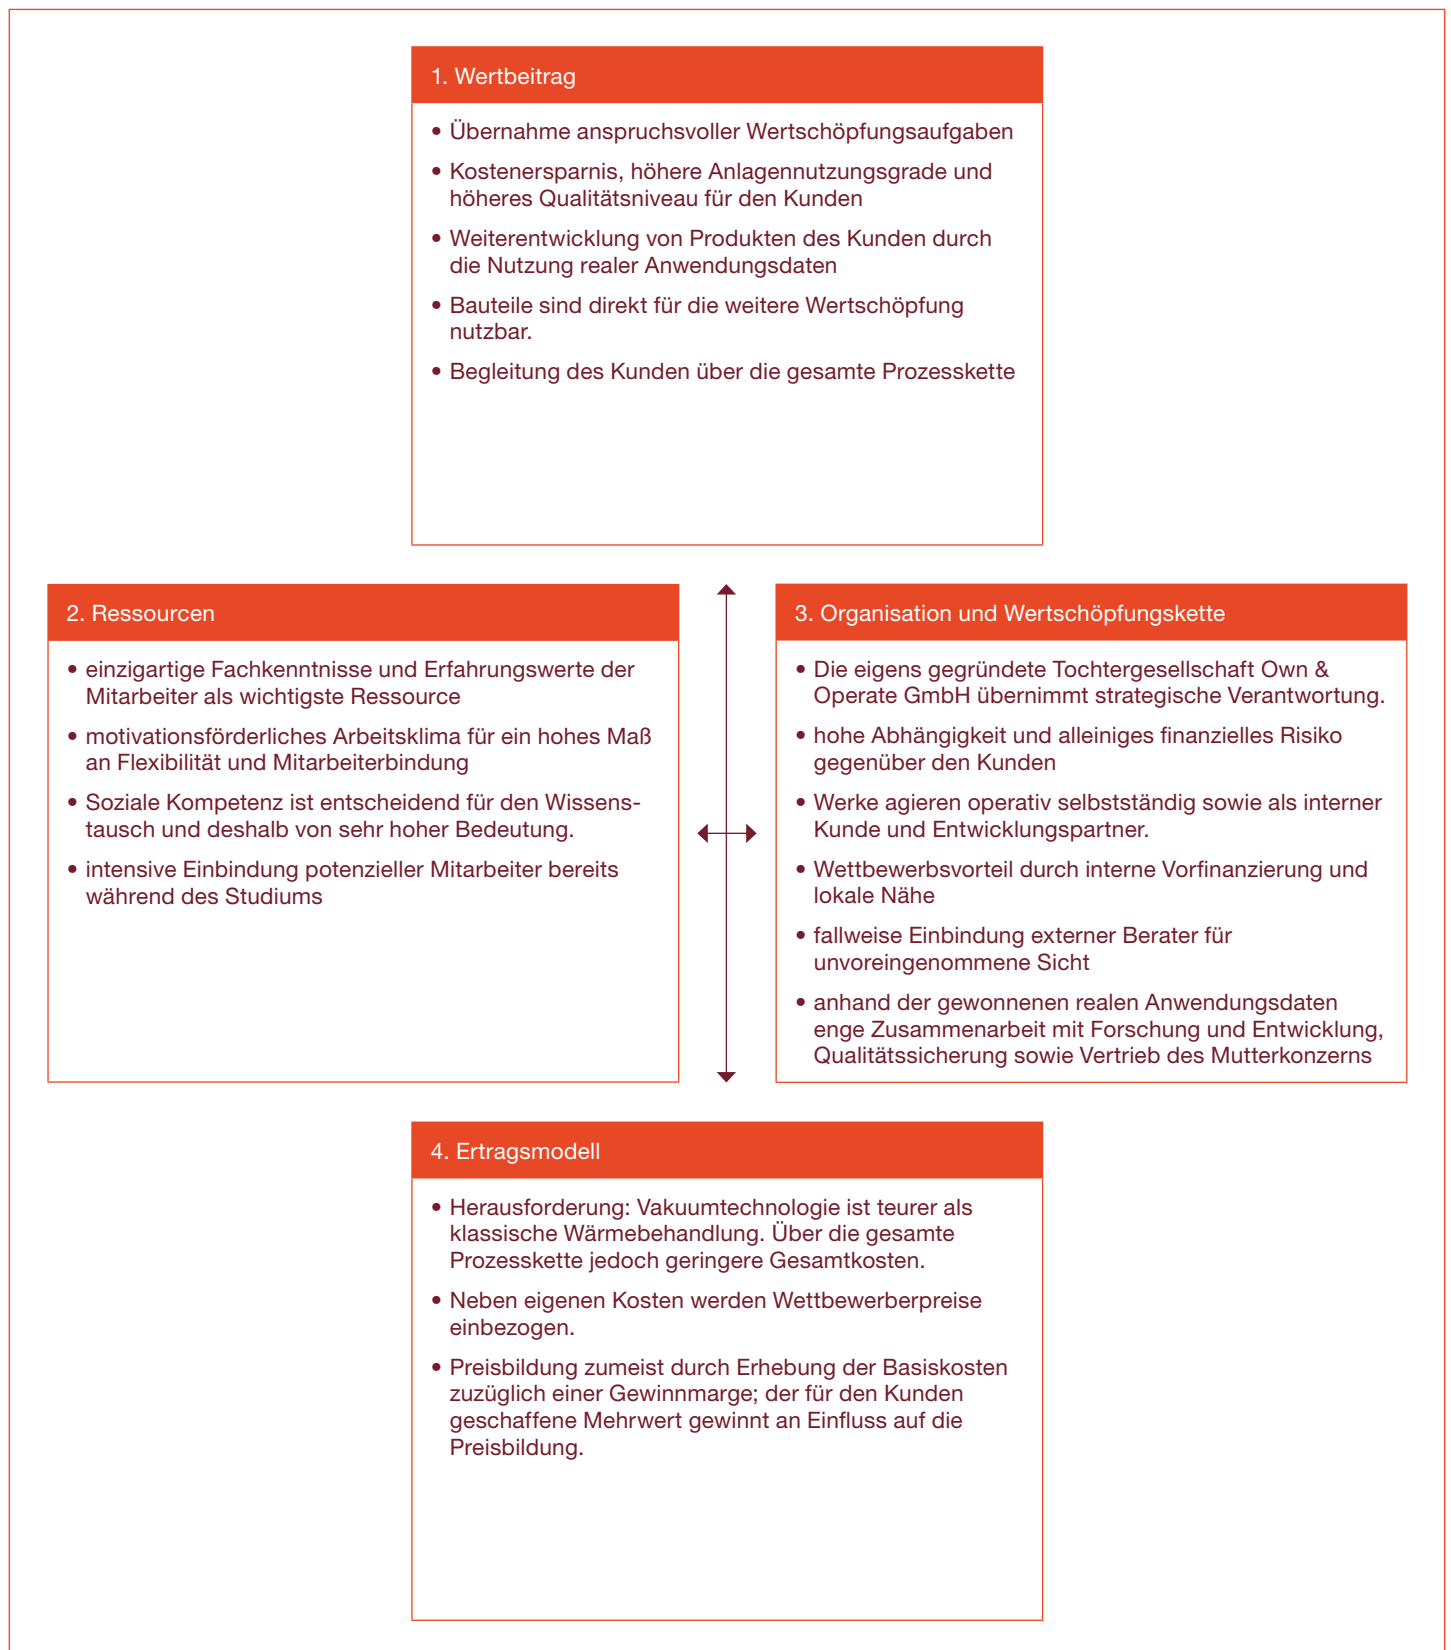 1. Wertbeitrag
• Übernahme anspruchsvoller Wertschöpfungsaufgaben
• Kostenersparnis, höhere Anlagennutzungsgrade und
höheres Qualitätsniveau für den Kunden
• Weiterentwicklung von Produkten des Kunden durch
die Nutzung realer Anwendungsdaten
• Bauteile sind direkt für die weitere Wertschöpfung
nutzbar.
• Begleitung des Kunden über die gesamte Prozesskette
2. Ressourcen
• einzigartige Fachkenntnisse und Erfahrungswerte der
Mitarbeiter als wichtigste Ressource
• motivationsförderliches Arbeitsklima für ein hohes Maß
an Flexibilität und Mitarbeiterbindung
• Soziale Kompetenz ist entscheidend für den Wissens-
tausch und deshalb von sehr hoher Bedeutung.
• intensive Einbindung potenzieller Mitarbeiter bereits
während des Studiums
3. Organisation und Wertschöpfungskette
• Die eigens gegründete Tochtergesellschaft Own &
Operate GmbH übernimmt strategische Verantwortung.
• hohe Abhängigkeit und alleiniges finanzielles Risiko
gegenüber den Kunden
• Werke agieren operativ selbstständig sowie als interner
Kunde und Entwicklungspartner.
• Wettbewerbsvorteil durch interne Vorfinanzierung und
lokale Nähe
• fallweise Einbindung externer Berater für
unvoreingenommene Sicht
• anhand der gewonnenen realen Anwendungsdaten
enge Zusammenarbeit mit Forschung und Entwicklung,
Qualitätssicherung sowie Vertrieb des Mutterkonzerns
4. Ertragsmodell
• Herausforderung: Vakuumtechnologie ist teurer als
klassische Wärmebehandlung. Über die gesamte
Prozesskette jedoch geringere Gesamtkosten.
• Neben eigenen Kosten werden Wettbewerberpreise
einbezogen.
• Preisbildung zumeist durch Erhebung der Basiskosten
zuzüglich einer Gewinnmarge; der für den Kunden
geschaffene Mehrwert gewinnt an Einfluss auf die
Preisbildung.